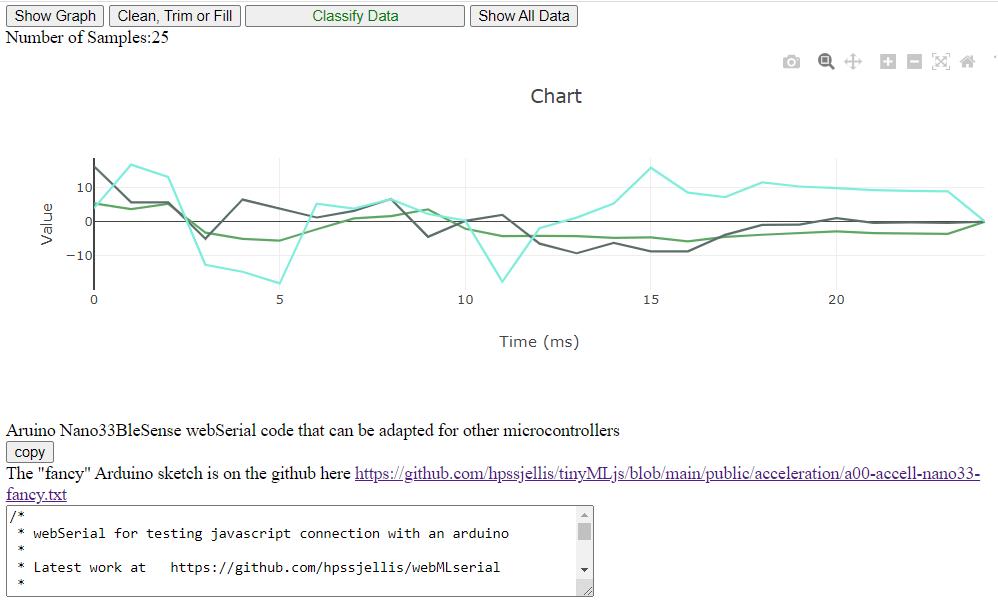 Show Graph Clean, Trim or Fill Classify Data Show All Data
Number of Samples:25
Chart
10
0
−10
Value
0 5 10 15 20
Time (ms)
Aruino Nano33BleSense webSerial code that can be adapted for other microcontrollers
copy
The "fancy" Arduino sketch is on the github here https://github.com/hpssjellis/tinyMLjs/blob/main/public/acceleration/a00-accell-nano33-
fancy.txt
/*
* webSerial for testing javascript connection with an arduino
*
* Latest work at https://github.com/hpssjellis/webMLserial
*